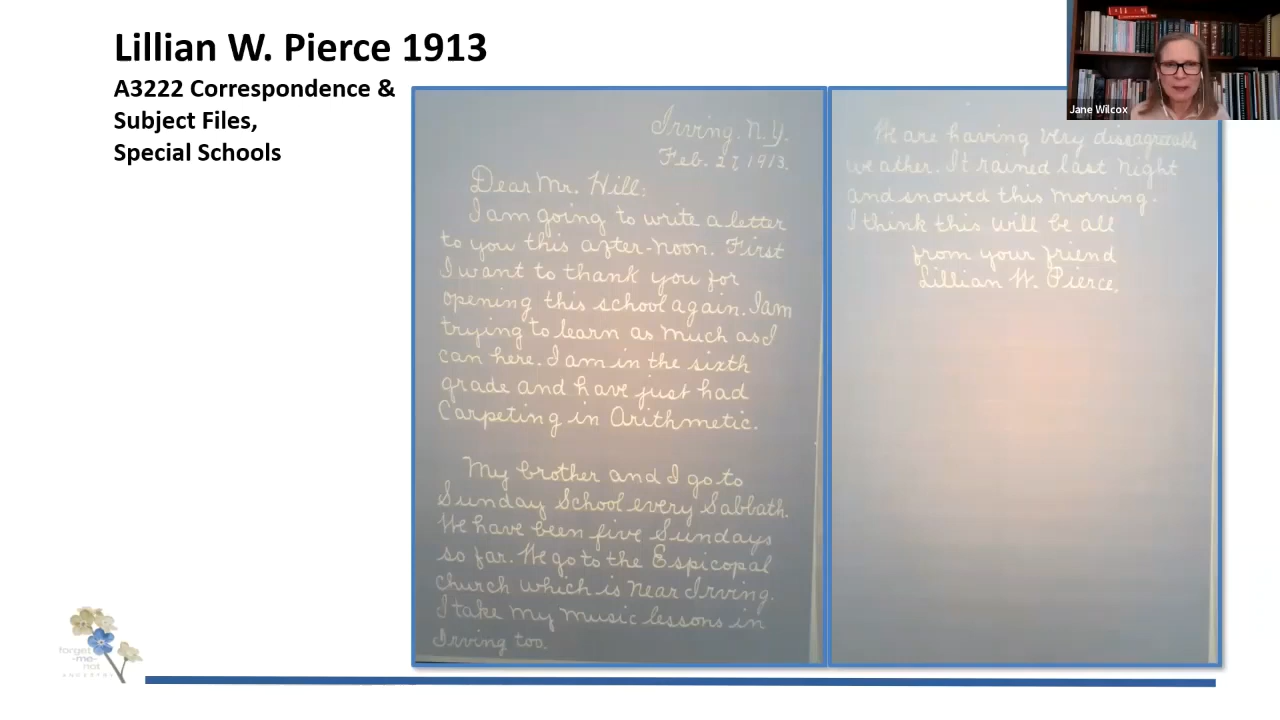 Lillian W. Pierce 1913
A3222 Correspondence &
Subject Files,
Special Schools
Jane Wilcox
Irving. N.Y.
Feb. 27, 1913.
Dear Mr. Hill:
I am going to write a letter
to you this after-noon. First
I want to thank you for
opening this school again. I am
trying to learn as much as I
can here. I am in the sixth
grade and have just had
Carpeting in Arithmetic.
My brother and I go to
Sunday School every Sabbath.
We have been five Sundays
so far. We go to the Espicopal
church which is near Irving.
I take my music lessons in
Irving too.
We are having very disagreeable
weather. It rained last night
and snowed this morning.
I think this will be all
from your friend
Lillian W. Pierce.
forget
-me-
not
ANCESTRY